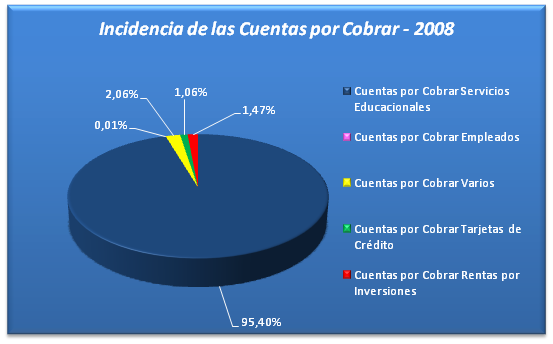 Incidencia de las Cuentas por Cobrar - 2008
2,06%
1,06%
1,47%
0,01%
95,40%
Cuentas por Cobrar Servicios
Educacionales
Cuentas por Cobrar Empleados
Cuentas por Cobrar Varios
Cuentas por Cobrar Tarjetas de
Crédito
Cuentas por Cobrar Rentas por
Inversiones